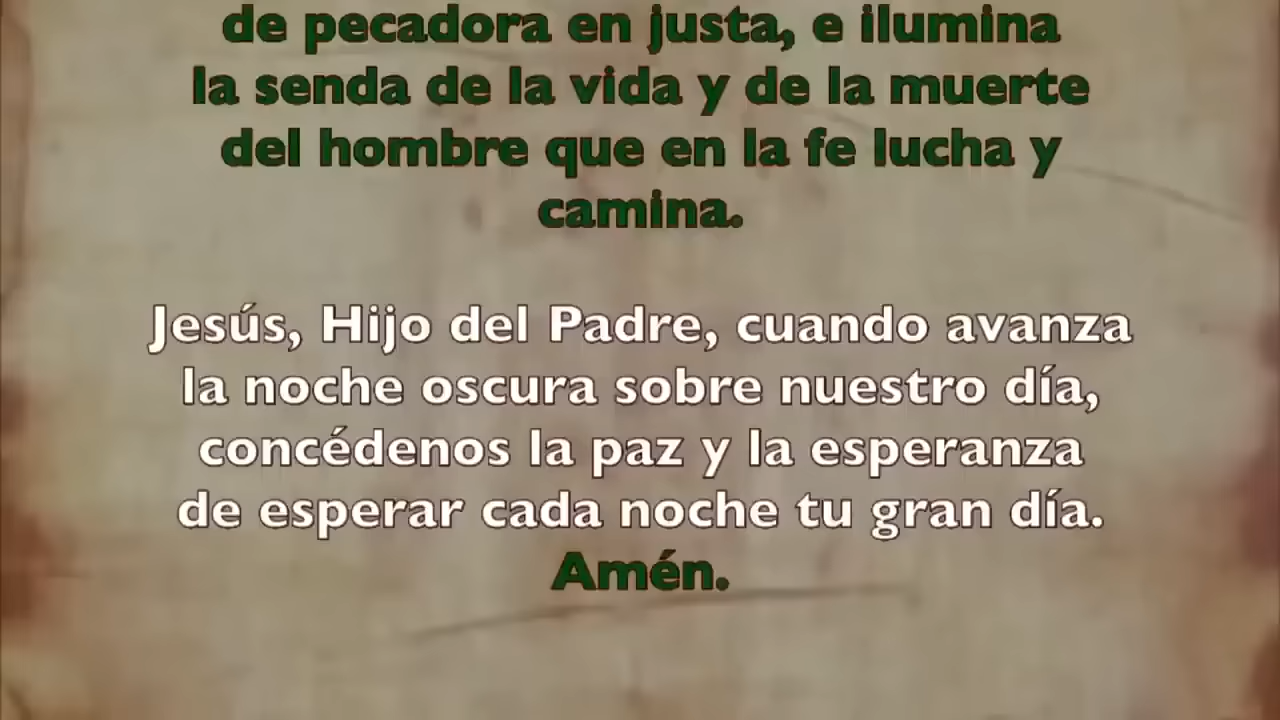 de pecadora en justa, e ilumina
la senda de la vida y de la muerte
del hombre que en la fe lucha y
camina.
Jesús, Hijo del Padre, cuando avanza
la noche oscura sobre nuestro día,
concédenos la paz y la esperanza
de esperar cada noche tu gran día.
Amén.